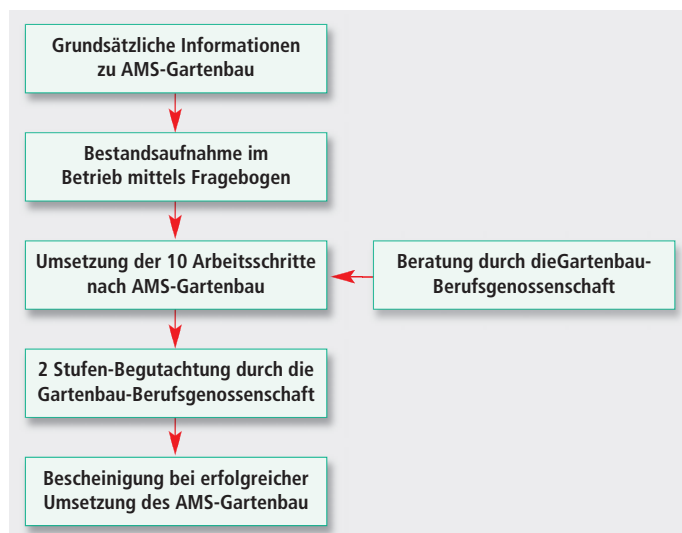 Grundsätzliche Informationen
zu AMS-Gartenbau
Bestandsaufnahme im
Betrieb mittels Fragebogen
Umsetzung der 10 Arbeitsschritte
nach AMS-Gartenbau
Beratung durch dieGartenbau-
Berufsgenossenschaft
2 Stufen-Begutachtung durch die
Gartenbau-Berufsgenossenschaft
Bescheinigung bei erfolgreicher
Umsetzung des AMS-Gartenbau